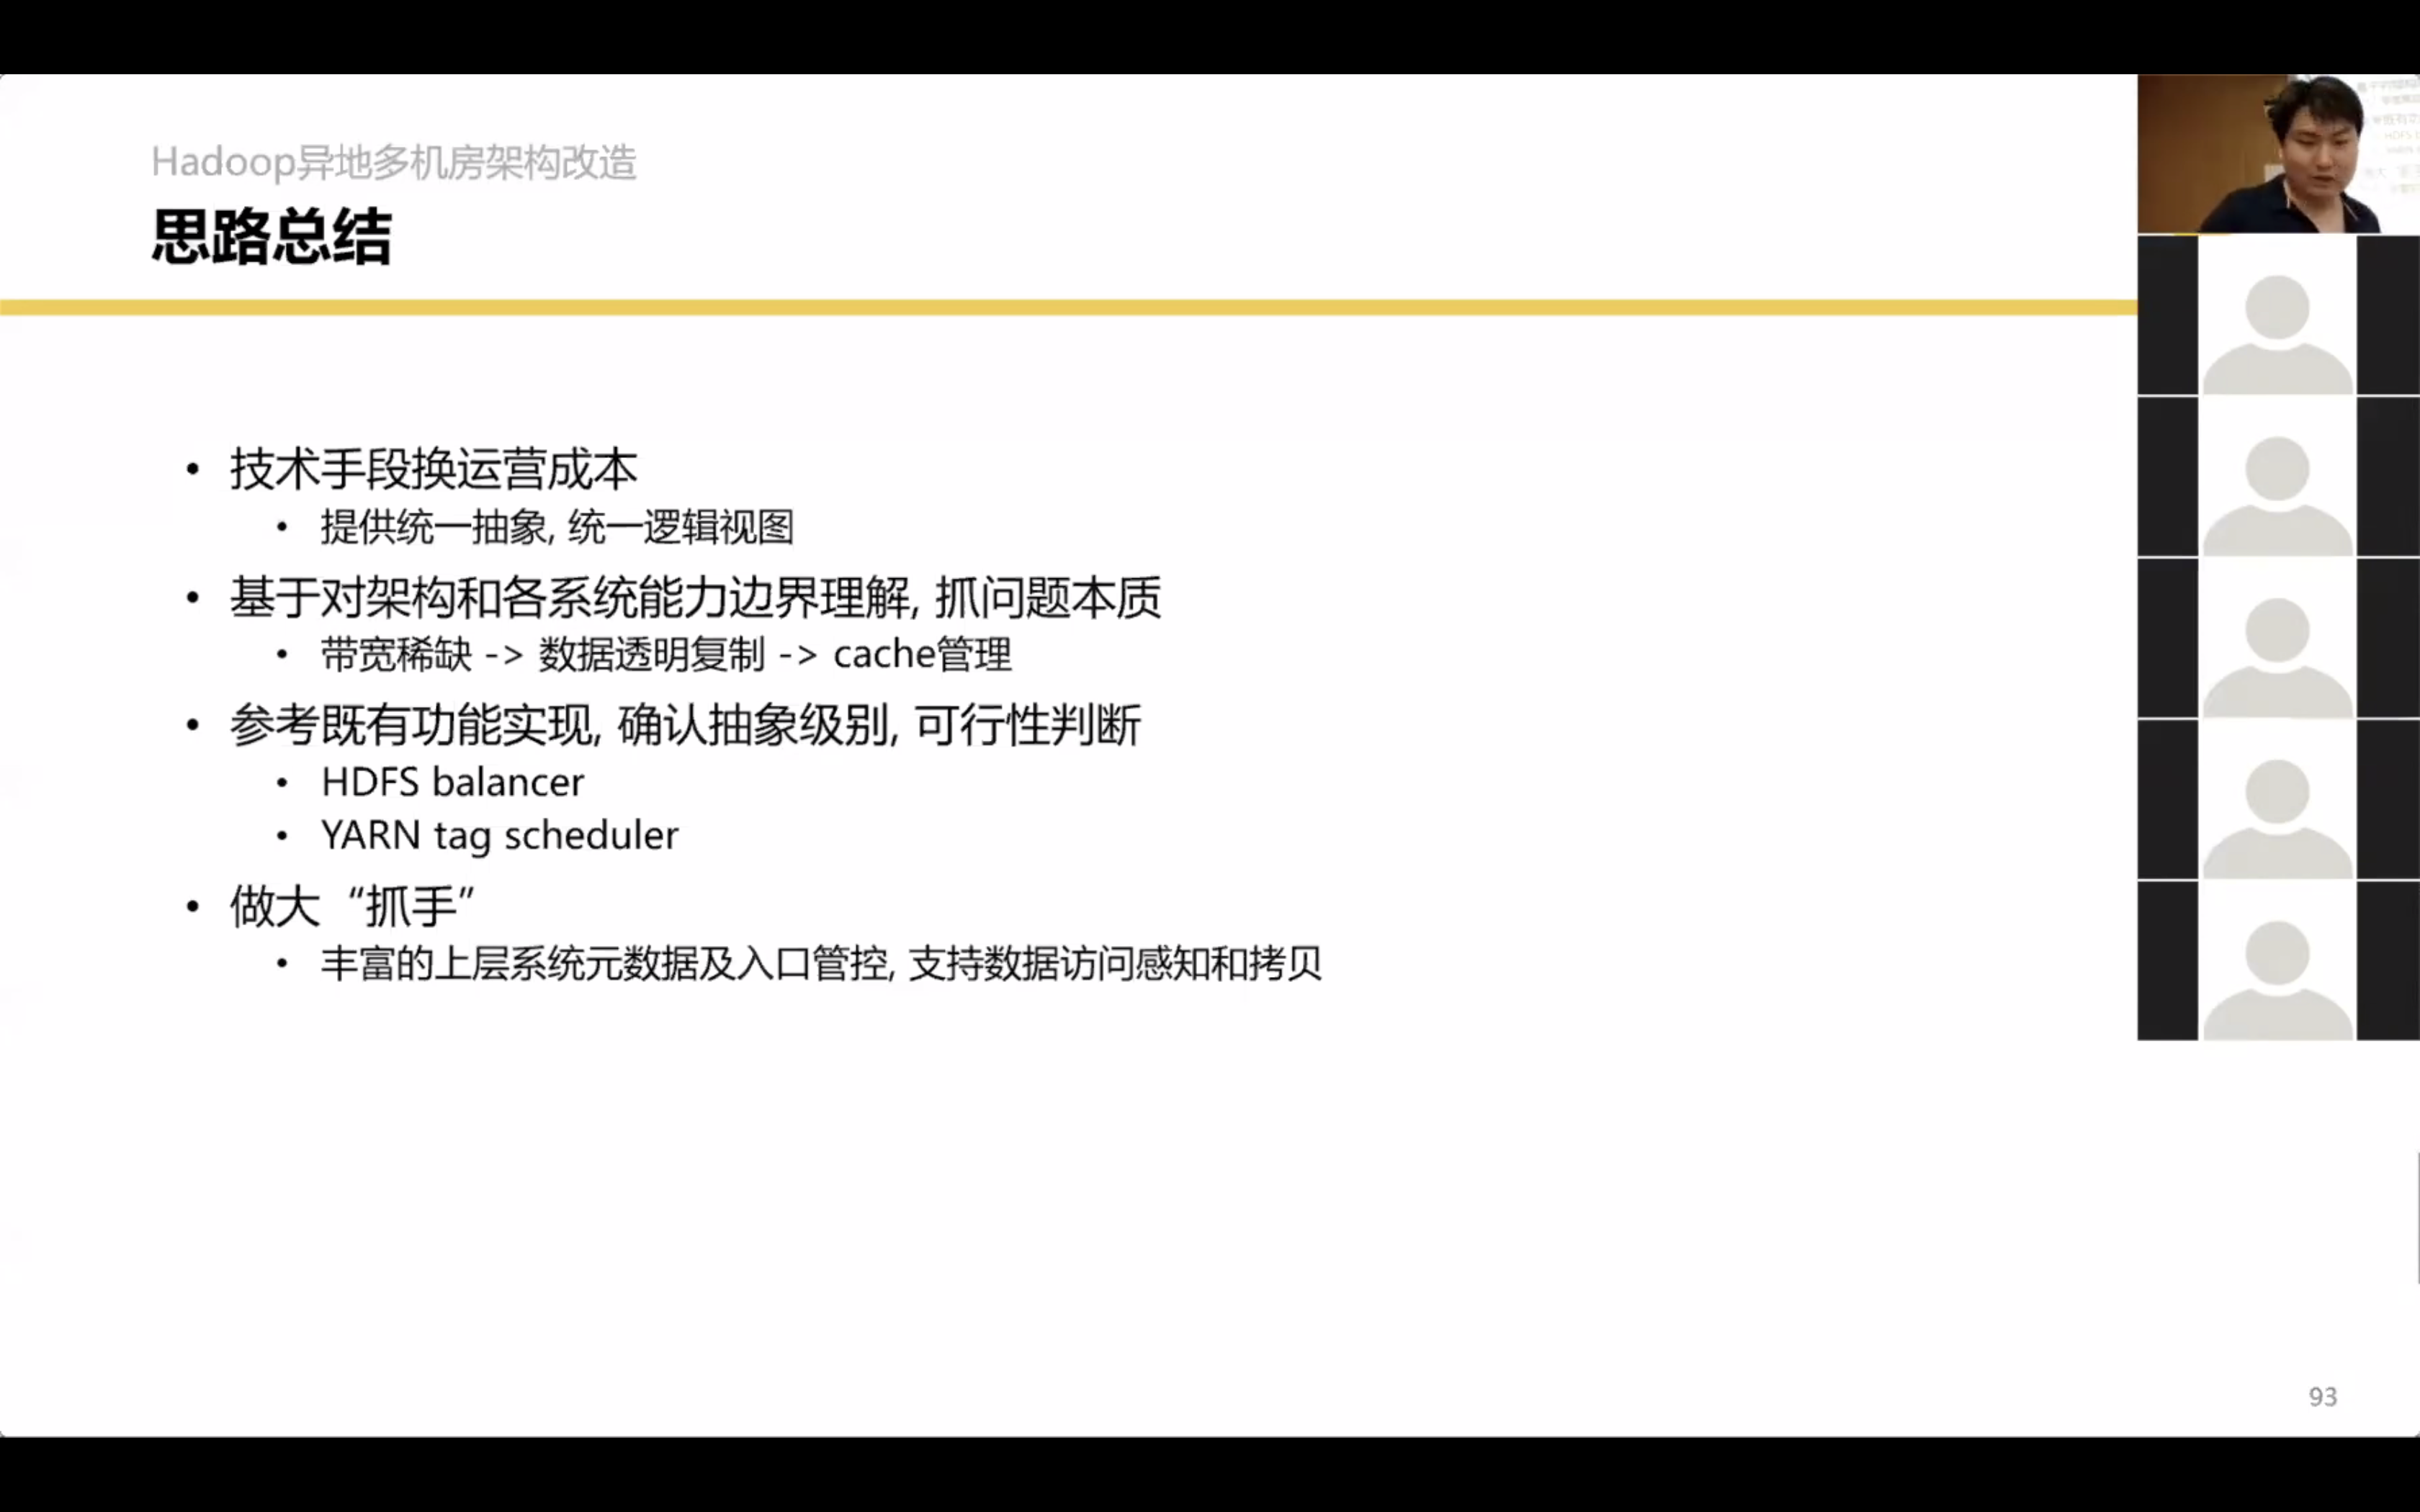 Hadoop异地多机房架构改造
思路总结
• 技术手段换运营成本
• 提供统一抽象, 统一逻辑视图
• 基于对架构和各系统能力边界理解, 抓问题本质
• 带宽稀缺 -> 数据透明复制 -> cache管理
• 参考既有功能实现, 确认抽象级别, 可行性判断
• HDFS balancer
• YARN tag scheduler
• 做大“抓手”
• 丰富的上层系统元数据及入口管控, 支持数据访问感知和拷贝
93